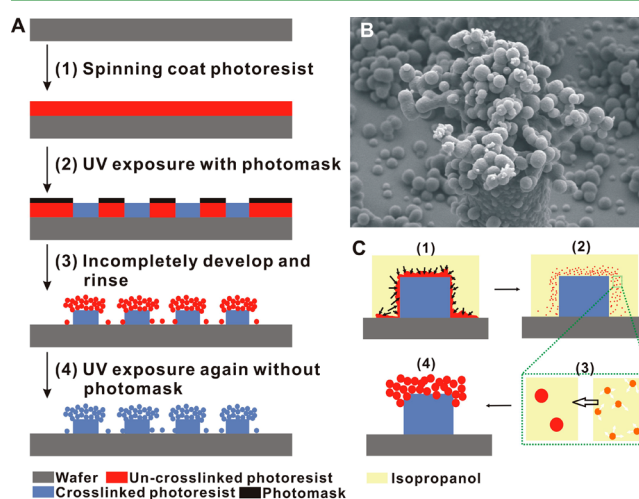 A
(1) Spinning coat photoresist
(2) UV exposure with photomask
(3) Incompletely develop and
rinse
(4) UV exposure again without
photomask
Wafer Un-crosslinked photoresist
Crosslinked photoresist Photomask
B
C
(1) (2)
(4) (3)
Isopropanol